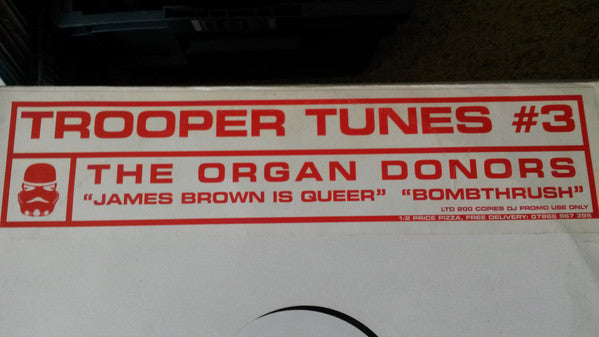 TROOPER TUNES #3
THE ORGAN DONORS
"JAMES BROWN IS QUEER" "BOMBTHRUSH"
LTD 200 COPIES DJ PROMO USE ONLY
1/2 PRICE PIZZA, FREE DELIVERY: 07866 967 395